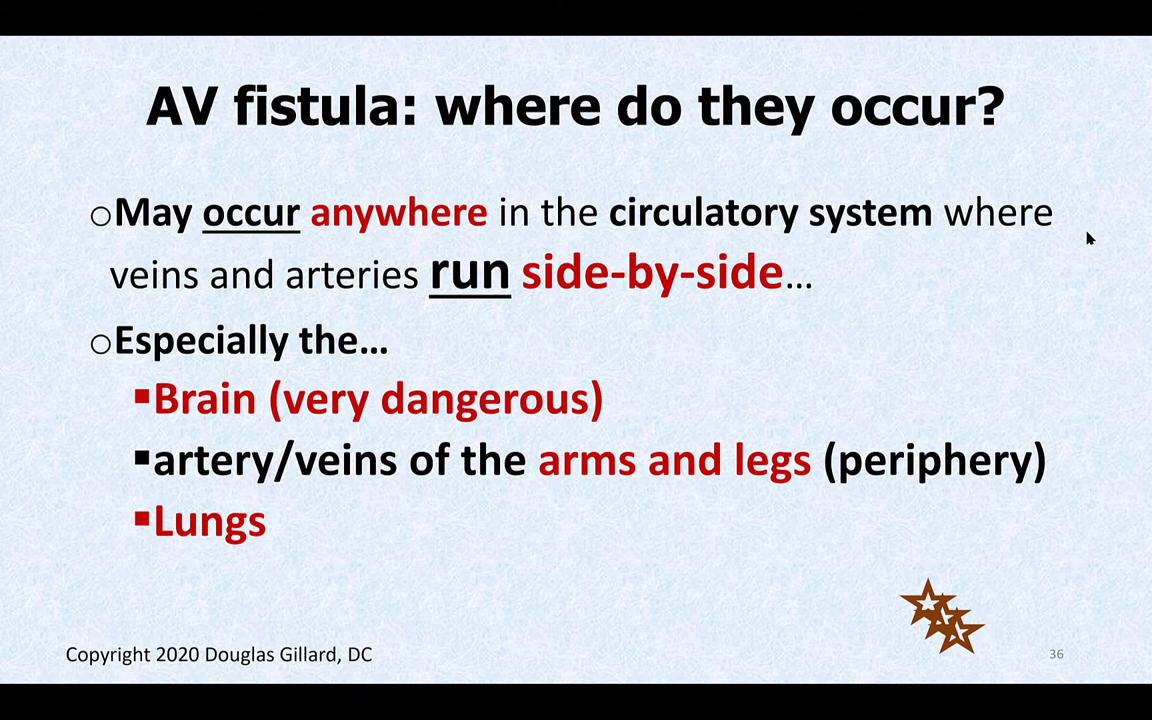 AV fistula: where do they occur?
oMay occur anywhere in the circulatory system where
veins and arteries run side-by-side…
oEspecially the…
▪Brain (very dangerous)
▪artery/veins of the arms and legs (periphery)
▪Lungs
Copyright 2020 Douglas Gillard, DC
36